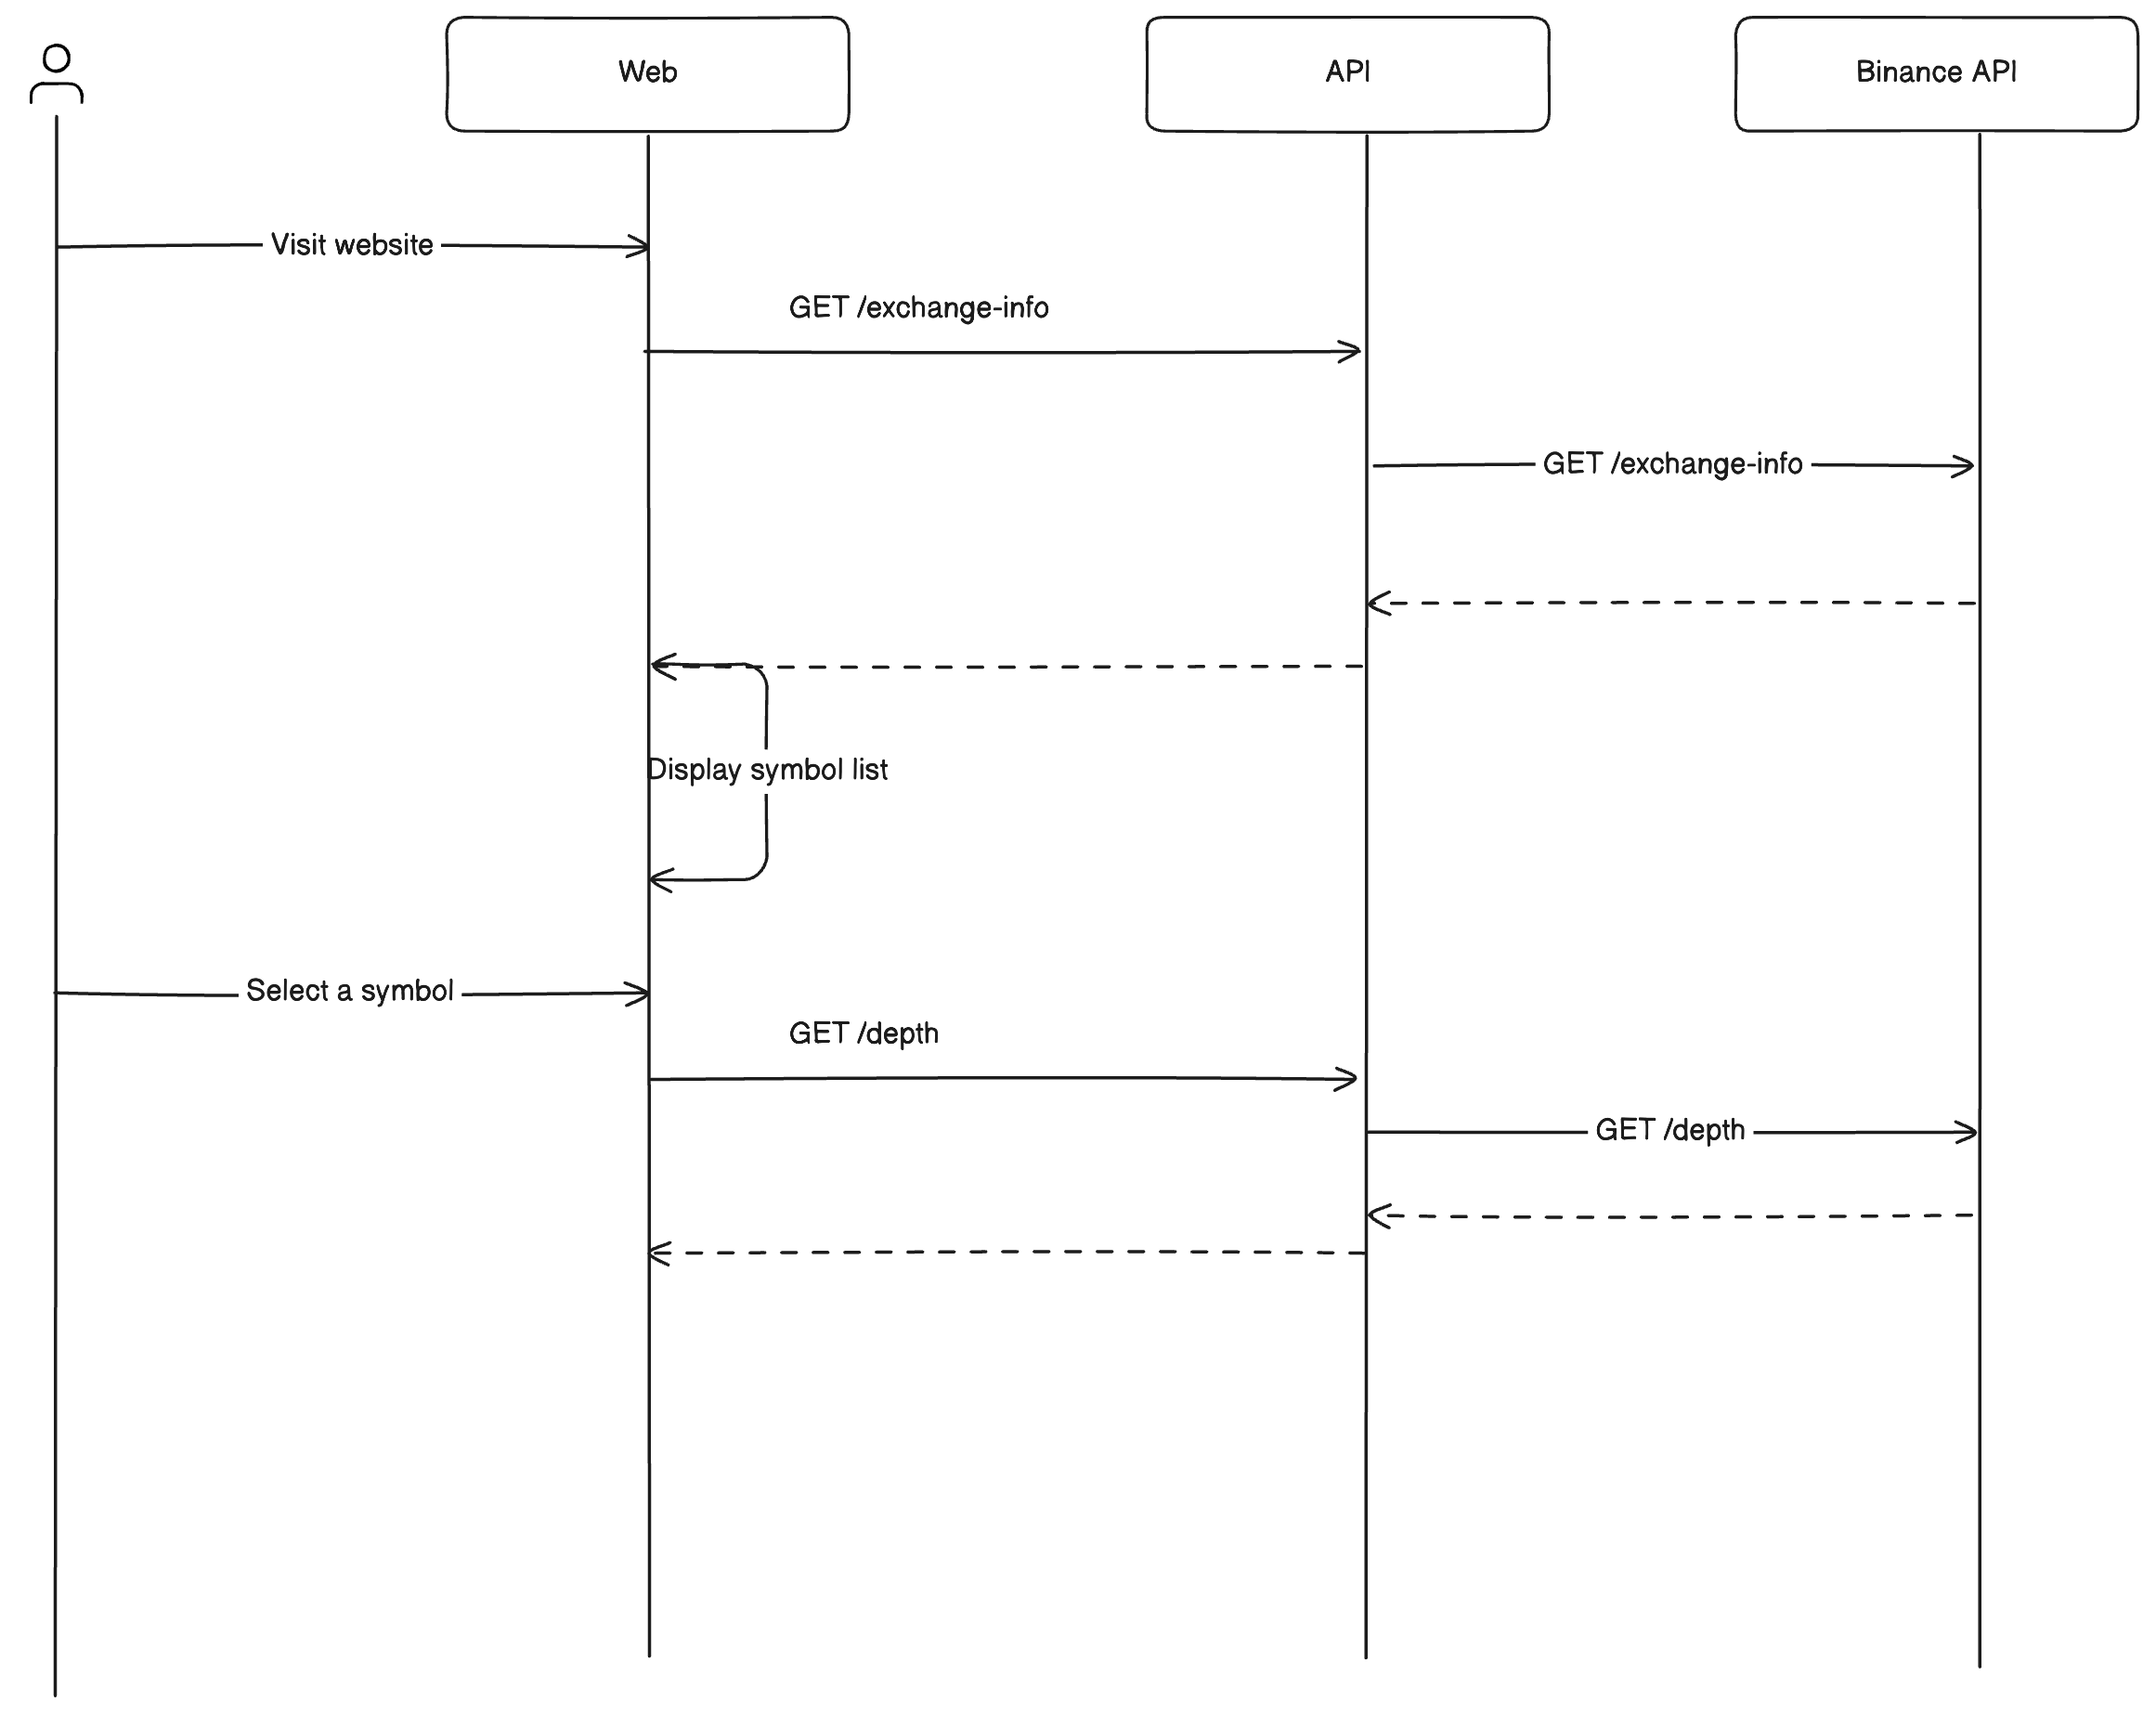 Web
API
Binance API
Visit website
GET /exchange-info
GET /exchange-info
Display symbol list
Select a symbol
GET /depth
GET /depth